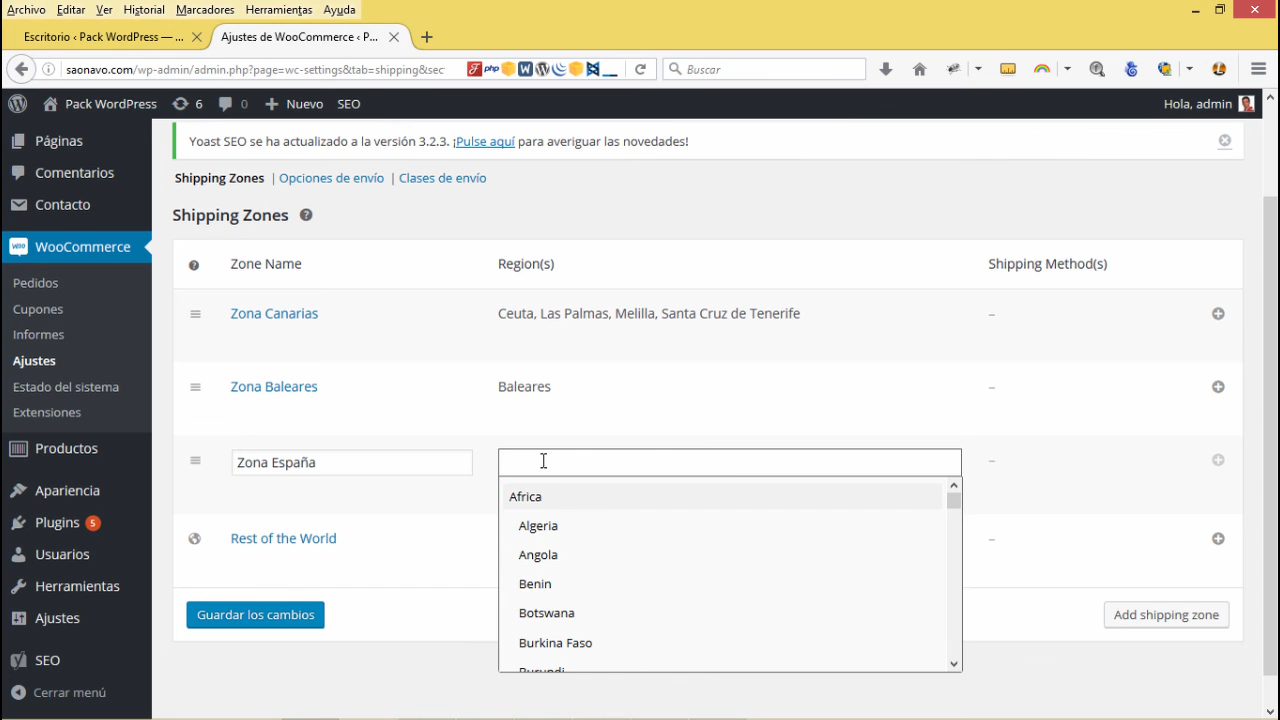 Archivo Editar Ver Historial Marcadores Herramientas Ayuda
Escritorio ‹ Pack WordPress — ... Ajustes de WooCommerce ‹ P...
saonavo.com/wp-admin/admin.php?page=wc-settings&tab=shipping&sec php Buscar
Pack WordPress 6 0 Nuevo SEO Hola, admin
Páginas
Comentarios
Contacto
WooCommerce
Pedidos
Cupones
Informes
Ajustes
Estado del sistema
Extensiones
Productos
Apariencia
Plugins 5
Usuarios
Herramientas
Ajustes
SEO
Cerrar menú
Yoast SEO se ha actualizado a la versión 3.2.3. ¡Pulse aquí para averiguar las novedades!
Shipping Zones | Opciones de envío | Clases de envío
Shipping Zones ?
? Zone Name Region(s) Shipping Method(s)
Zona Canarias Ceuta, Las Palmas, Melilla, Santa Cruz de Tenerife –
Zona Baleares Baleares –
Zona España –
Africa
Algeria
Angola
Benin
Botswana
Burkina Faso
Burundi
Rest of the World –
Guardar los cambios Add shipping zone